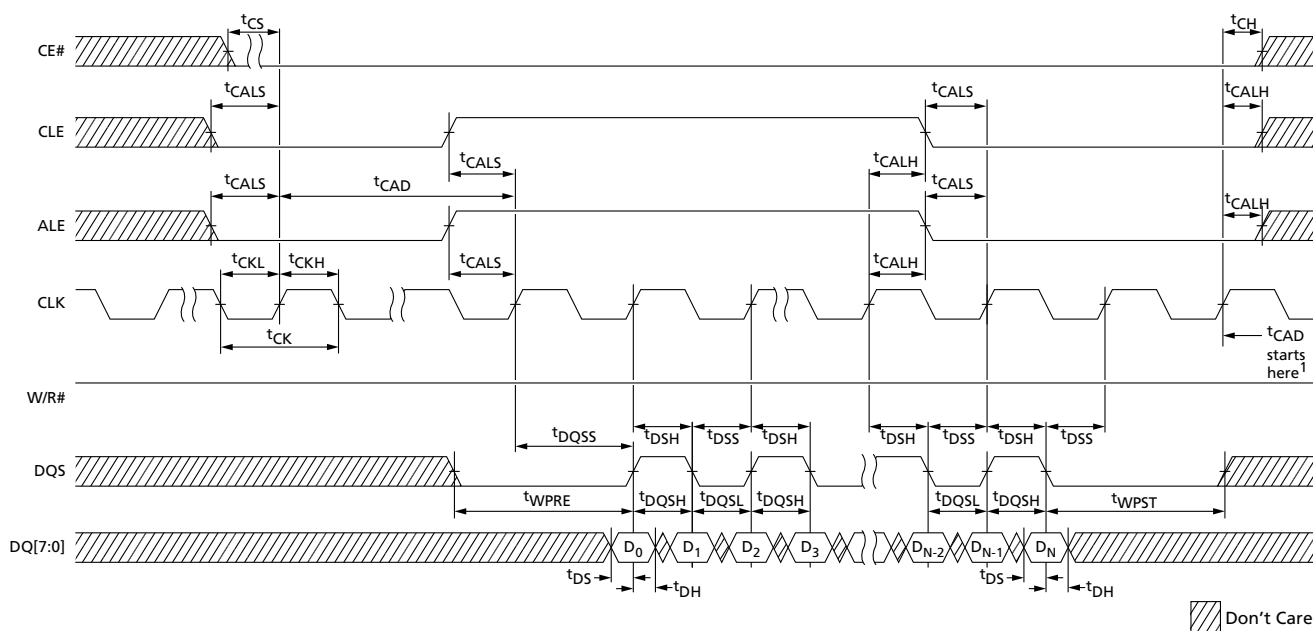 tCS tCH
CE#
tCALS tCALS tCALH
CLE
tCALS tCALH
tCALS tCAD tCALS tCALH
ALE
tCKL tCKH tCALS tCALH
CLK
tCK tCAD
starts
here1
W/R#
tDQSS tDSH tDSS tDSH tDSH tDSS tDSH tDSS
DQS
tWPRE tDQSH tDQSL tDQSH tDQSL tDQSH tWPST
DQ[7:0] D0 D1 D2 D3 DN-2 DN-1 DN
tDS tDH tDS tDH
Don't Care